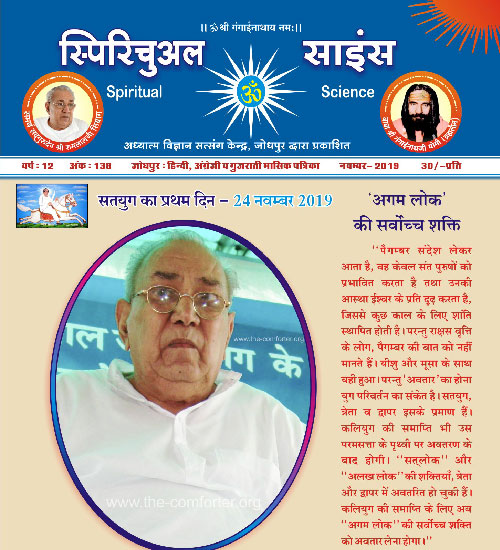 ।। ॐ श्री गंगाईनाथाय नमः।।
स्पिरिचुअल साइंस
Spiritual Science
ॐ
अध्यात्म विज्ञान सत्संग केन्द्र, जोधपुर द्वारा प्रकाशित
वर्ष : 12 अंक : 138 जोधपुर : हिन्दी, अंग्रेजी व गुजराती मासिक पत्रिका नवम्बर- 2019 30/-प्रति
सतयुग का प्रथम दिन - 24 नवम्बर 2019
www.the-comforter.org
www.the-comforter.org
'अगम लोक'
की सर्वोच्च शक्ति
"पैगम्बर संदेश लेकर
आता है, वह केवल संत पुरुषों को
प्रभावित करता है तथा उनकी
आस्था ईश्वर के प्रति दृढ़ करता है,
जिससे कुछ काल के लिए शांति
स्थापित होती है। परन्तु राक्षस वृत्ति
के लोग, पैगम्बर की बात को नहीं
मानते हैं। यीशु और मूसा के साथ
यही हुआ। परन्तु 'अवतार' का होना
युग परिवर्तन का संकेत है। सतयुग,
त्रेता व द्वापर इसके प्रमाण हैं।
कलियुग की समाप्ति भी उस
परमसत्ता के पृथ्वी पर अवतरण के
बाद होगी। "सत्लोक" और
"अलख लोक" की शक्तियाँ, त्रेता
और द्वापर में अवतरित हो चुकी हैं।
कलियुग की समाप्ति के लिए अब
"अगम लोक" की सर्वोच्च शक्ति
को अवतार लेना होगा।"